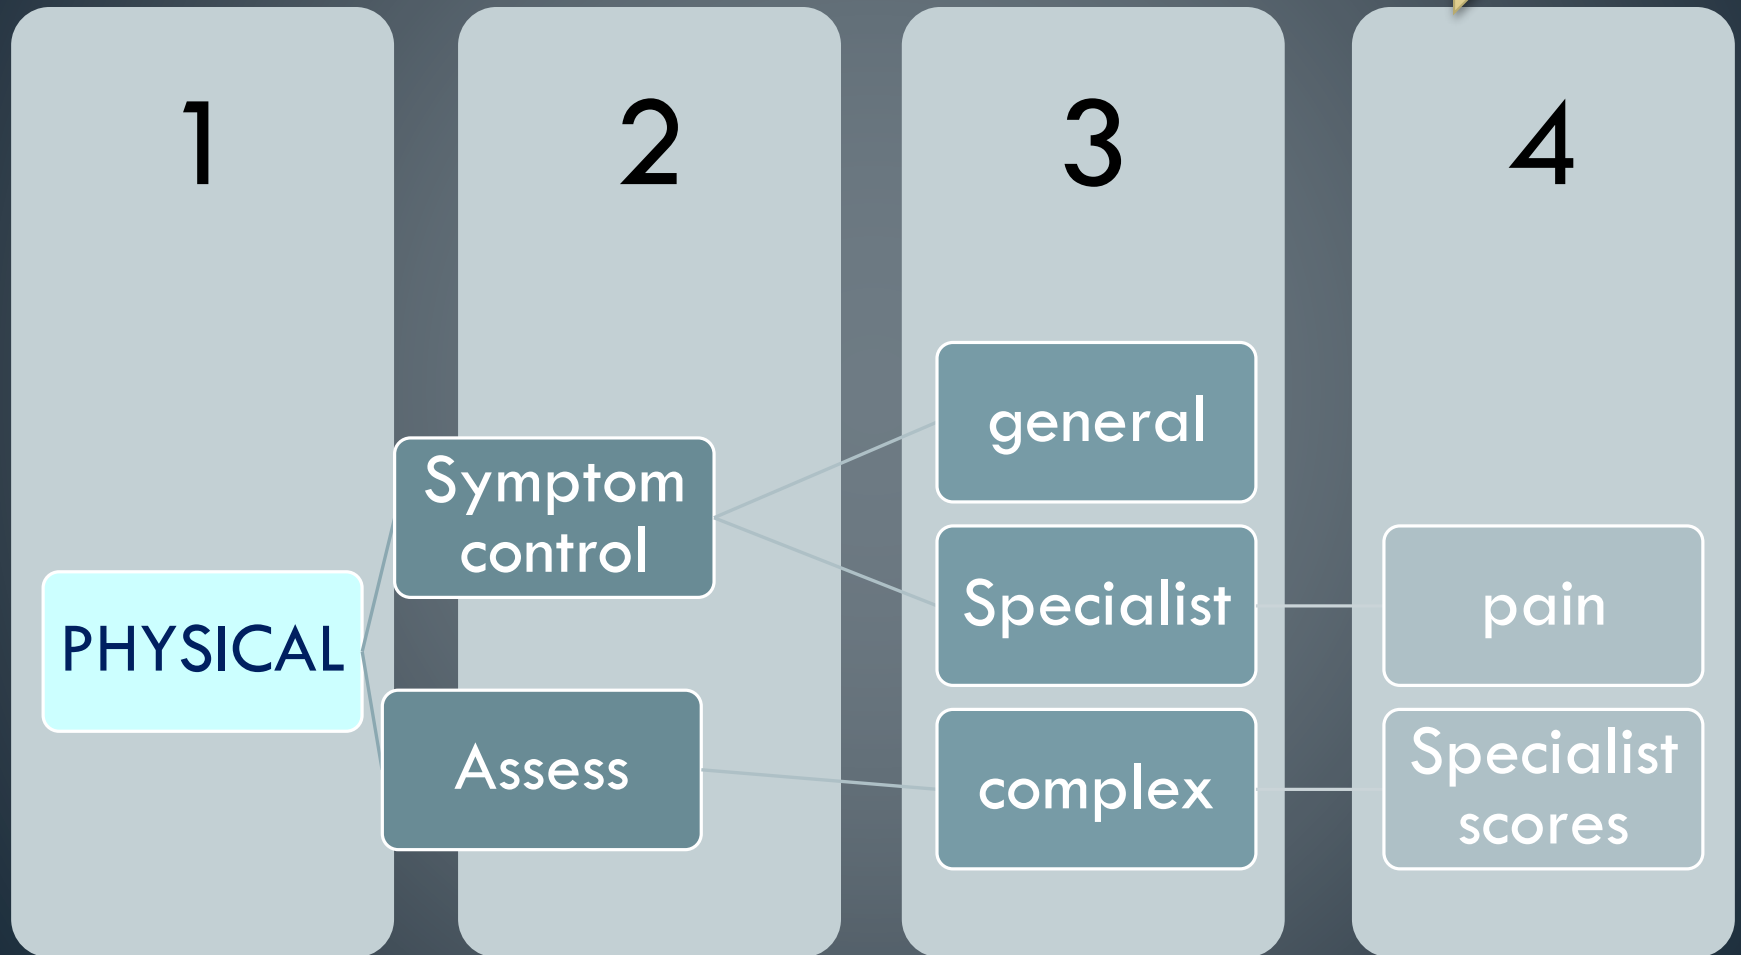 1
2
3
4
general
Symptom
control
Specialist
pain
PHYSICAL
Assess
complex
Specialist
scores